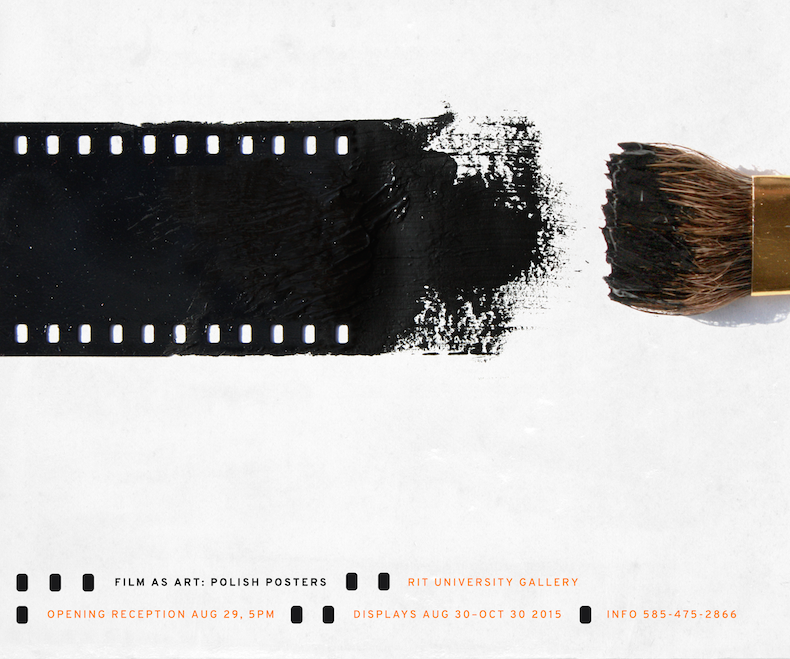 FILM AS ART: POLISH POSTERS RIT UNIVERSITY GALLERY
OPENING RECEPTION AUG 29, 5PM DISPLAYS AUG 30–OCT 30 2015 INFO 585-475-2866